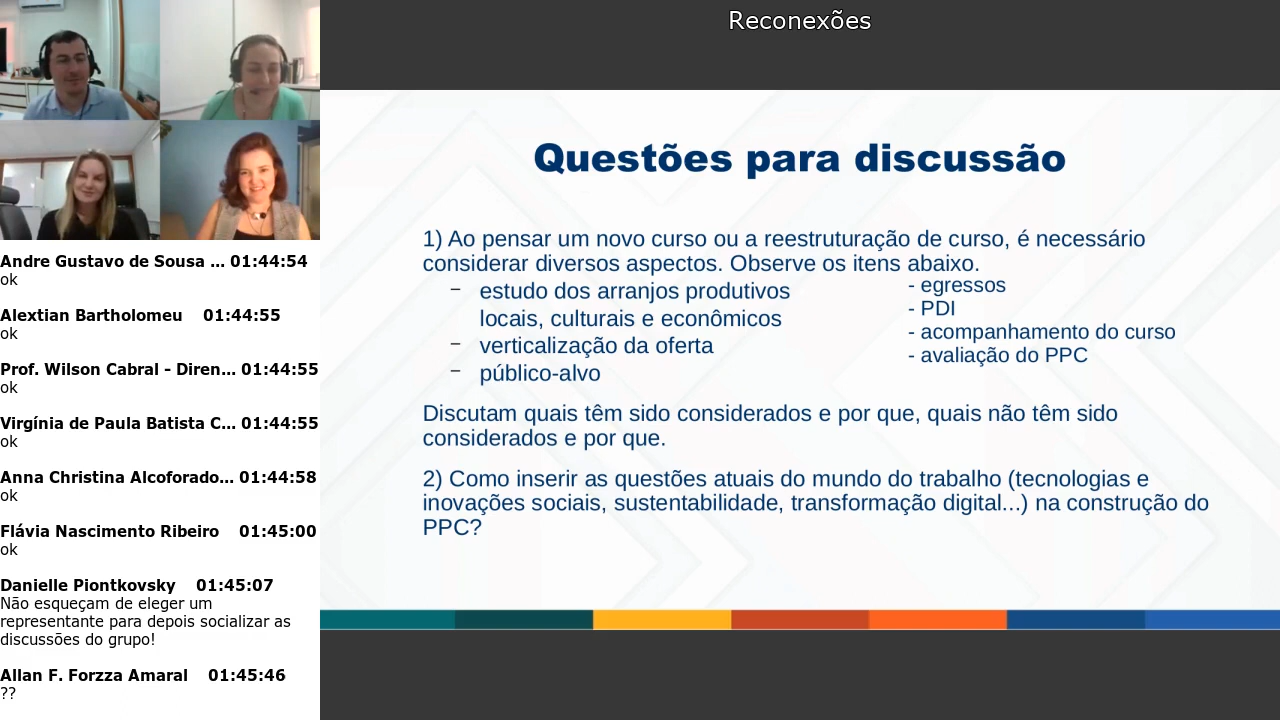 Reconexões
Questões para discussão
1) Ao pensar um novo curso ou a reestruturação de curso, é necessário
considerar diversos aspectos. Observe os itens abaixo.
– estudo dos arranjos produtivos
locais, culturais e econômicos
– verticalização da oferta
– público-alvo
- egressos
- PDI
- acompanhamento do curso
- avaliação do PPC
Discutam quais têm sido considerados e por que, quais não têm sido
considerados e por que.
2) Como inserir as questões atuais do mundo do trabalho (tecnologias e
inovações sociais, sustentabilidade, transformação digital...) na construção do
PPC?
Andre Gustavo de Sousa ... 01:44:54
ok
Alextian Bartholomeu 01:44:55
ok
Prof. Wilson Cabral - Diren... 01:44:55
ok
Virgínia de Paula Batista C... 01:44:55
ok
Anna Christina Alcoforado... 01:44:58
ok
Flávia Nascimento Ribeiro 01:45:00
ok
Danielle Piontkovsky 01:45:07
Não esqueçam de eleger um
representante para depois socializar as
discussões do grupo!
Allan F. Forzza Amaral 01:45:46
??